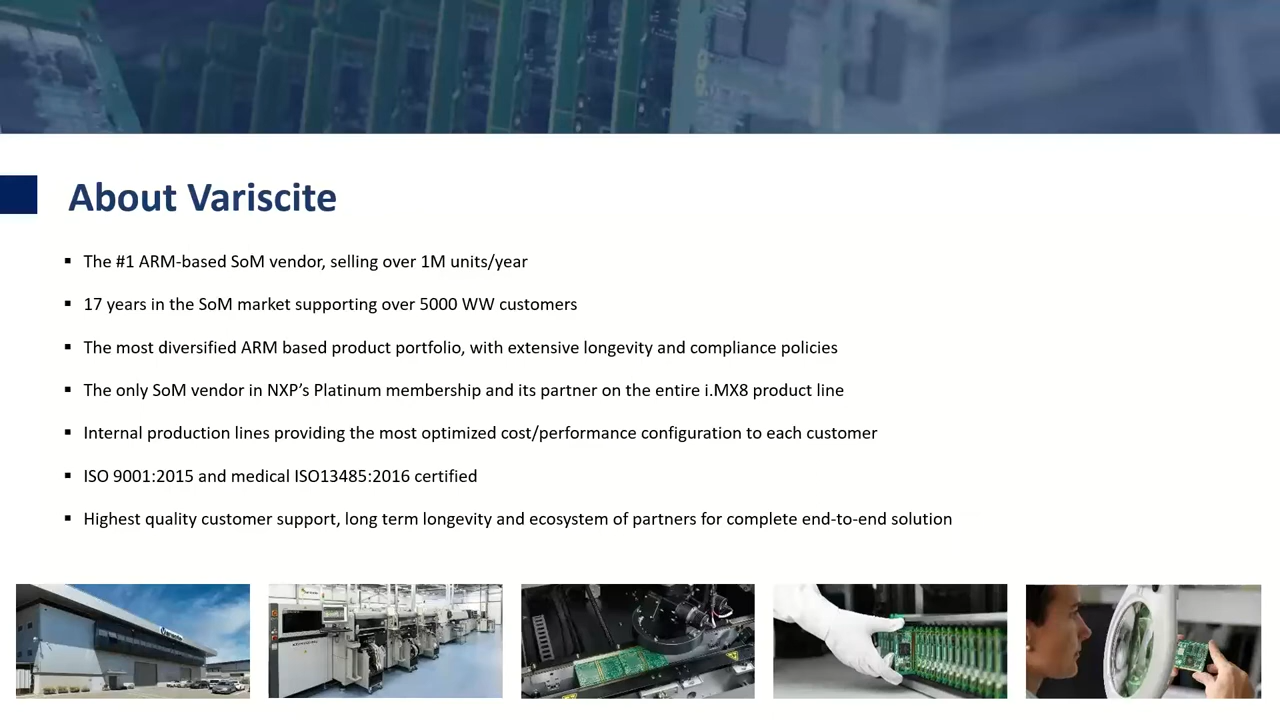 About Variscite
▪ The #1 ARM-based SoM vendor, selling over 1M units/year
▪ 17 years in the SoM market supporting over 5000 WW customers
▪ The most diversified ARM based product portfolio, with extensive longevity and compliance policies
▪ The only SoM vendor in NXP’s Platinum membership and its partner on the entire i.MX8 product line
▪ Internal production lines providing the most optimized cost/performance configuration to each customer
▪ ISO 9001:2015 and medical ISO13485:2016 certified
▪ Highest quality customer support, long term longevity and ecosystem of partners for complete end-to-end solution